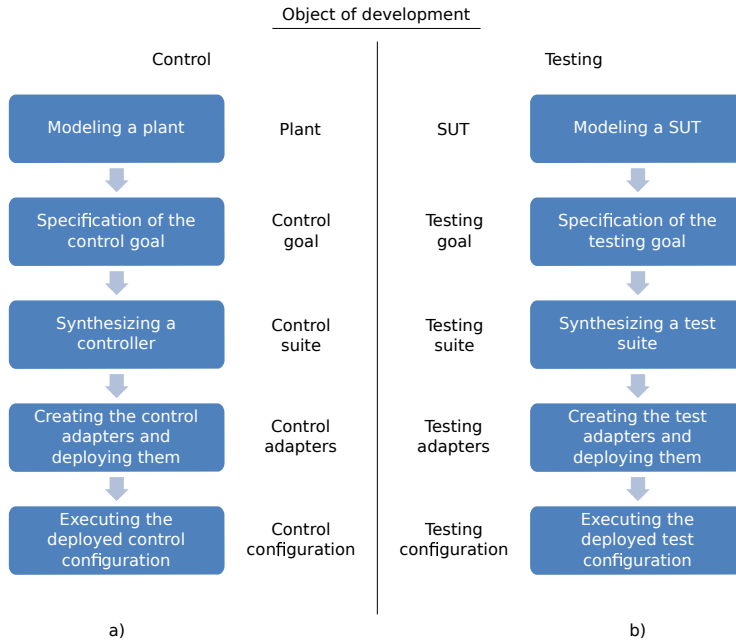 Object of development
Control
Testing
Modeling a plant
Plant
SUT
Modeling a SUT
Specification of the
control goal
Control
goal
Testing
goal
Specification of the
testing goal
Synthesizing a
controller
Control
suite
Testing
suite
Synthesizing a test
suite
Creating the control
adapters and
deploying them
Control
adapters
Testing
adapters
Creating the test
adapters and
deploying them
Executing the
deployed control
configuration
Control
configuration
Testing
configuration
Executing the
deployed test
configuration
a)
b)